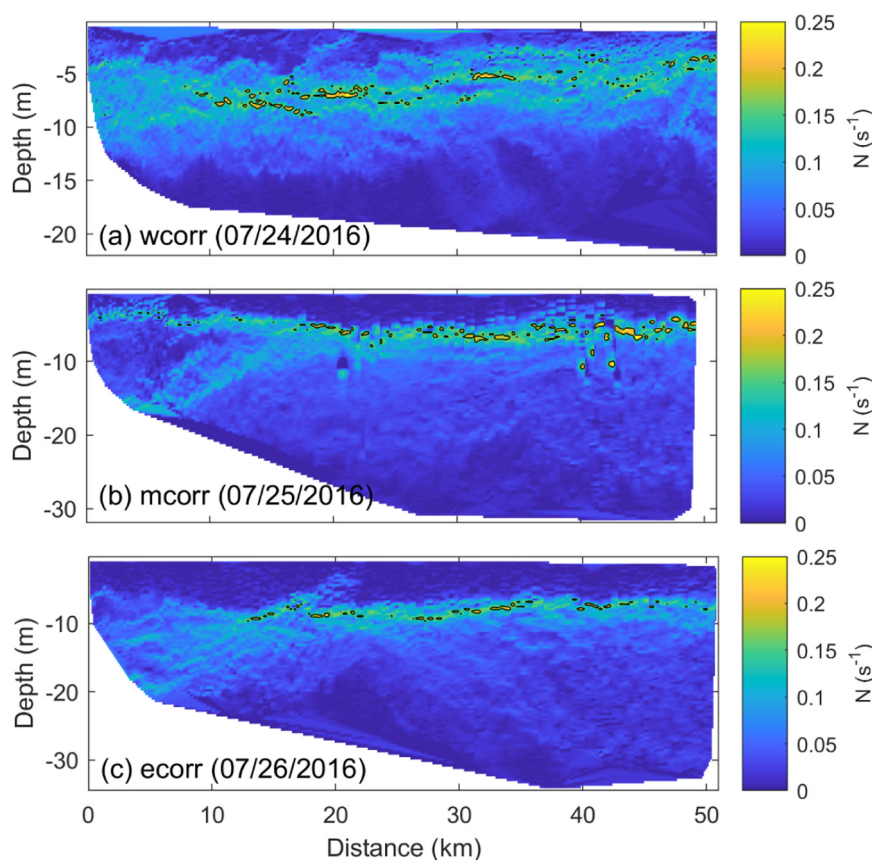 0.25
0.2
0.15
0.1
0.05
0
N (s⁻¹)
-5
-10
-15
-20
Depth (m)
(a) wcorr (07/24/2016)
0.25
0.2
0.15
0.1
0.05
0
N (s⁻¹)
-10
-20
-30
Depth (m)
(b) mcorr (07/25/2016)
0.25
0.2
0.15
0.1
0.05
0
N (s⁻¹)
-10
-20
-30
Depth (m)
(c) ecorr (07/26/2016)
0 10 20 30 40 50
Distance (km)